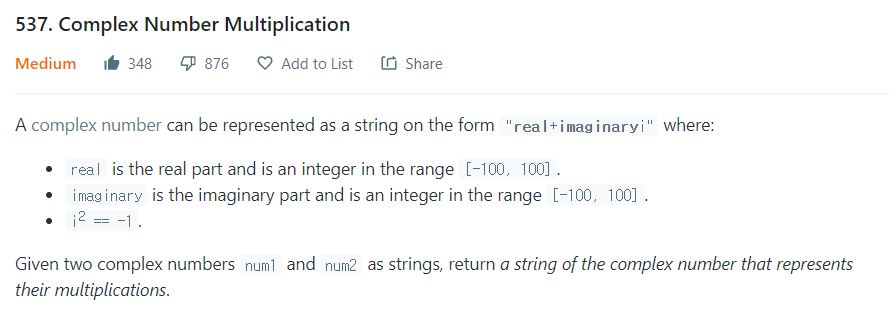 537. Complex Number Multiplication
Medium 348 876 Add to List Share
A complex number can be represented as a string on the form "real+imaginaryi" where:
• real is the real part and is an integer in the range [-100, 100].
• imaginary is the imaginary part and is an integer in the range [-100, 100].
• i² == -1.
Given two complex numbers num1 and num2 as strings, return a string of the complex number that represents
their multiplications.